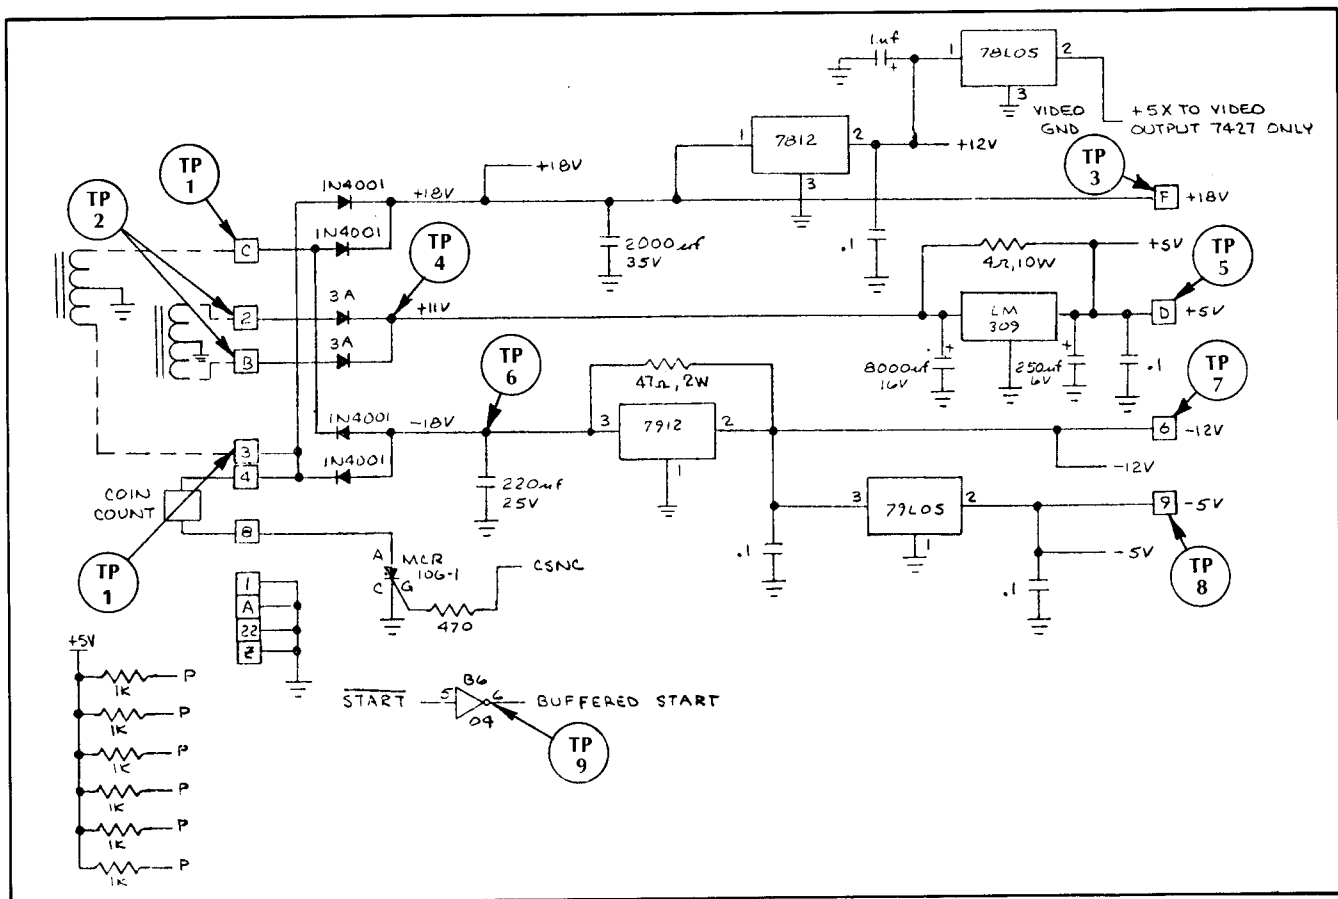 1uf
+
1
78L05
2
3
VIDEO
GND
+5X TO VIDEO
OUTPUT 7427 ONLY
1
7812
2
3
+12V
TP
1
TP
2
TP
3
1N4001
+18V
+18V
F
+18V
C
1N4001
2000uf
35V
.1
TP
4
4Ω, 10W
+5V
TP
5
2
3A
+11V
LM
309
D
+5V
B
3A
+
8000uf
16V
+
250uf
6V
.1
TP
6
47Ω, 2W
TP
7
1N4001
-18V
3
7912
2
1
6
-12V
-12V
3
4
1N4001
COIN
COUNT
220uf
25V
3
79L05
2
1
9
-5V
-5V
8
.1
.1
TP
8
TP
1
A
MCR
106-1
C
G
CSNC
470
1
A
22
Z
+5V
1K
P
1K
P
1K
P
1K
P
1K
P
1K
P
START
5
B6
6
04
BUFFERED START
TP
9